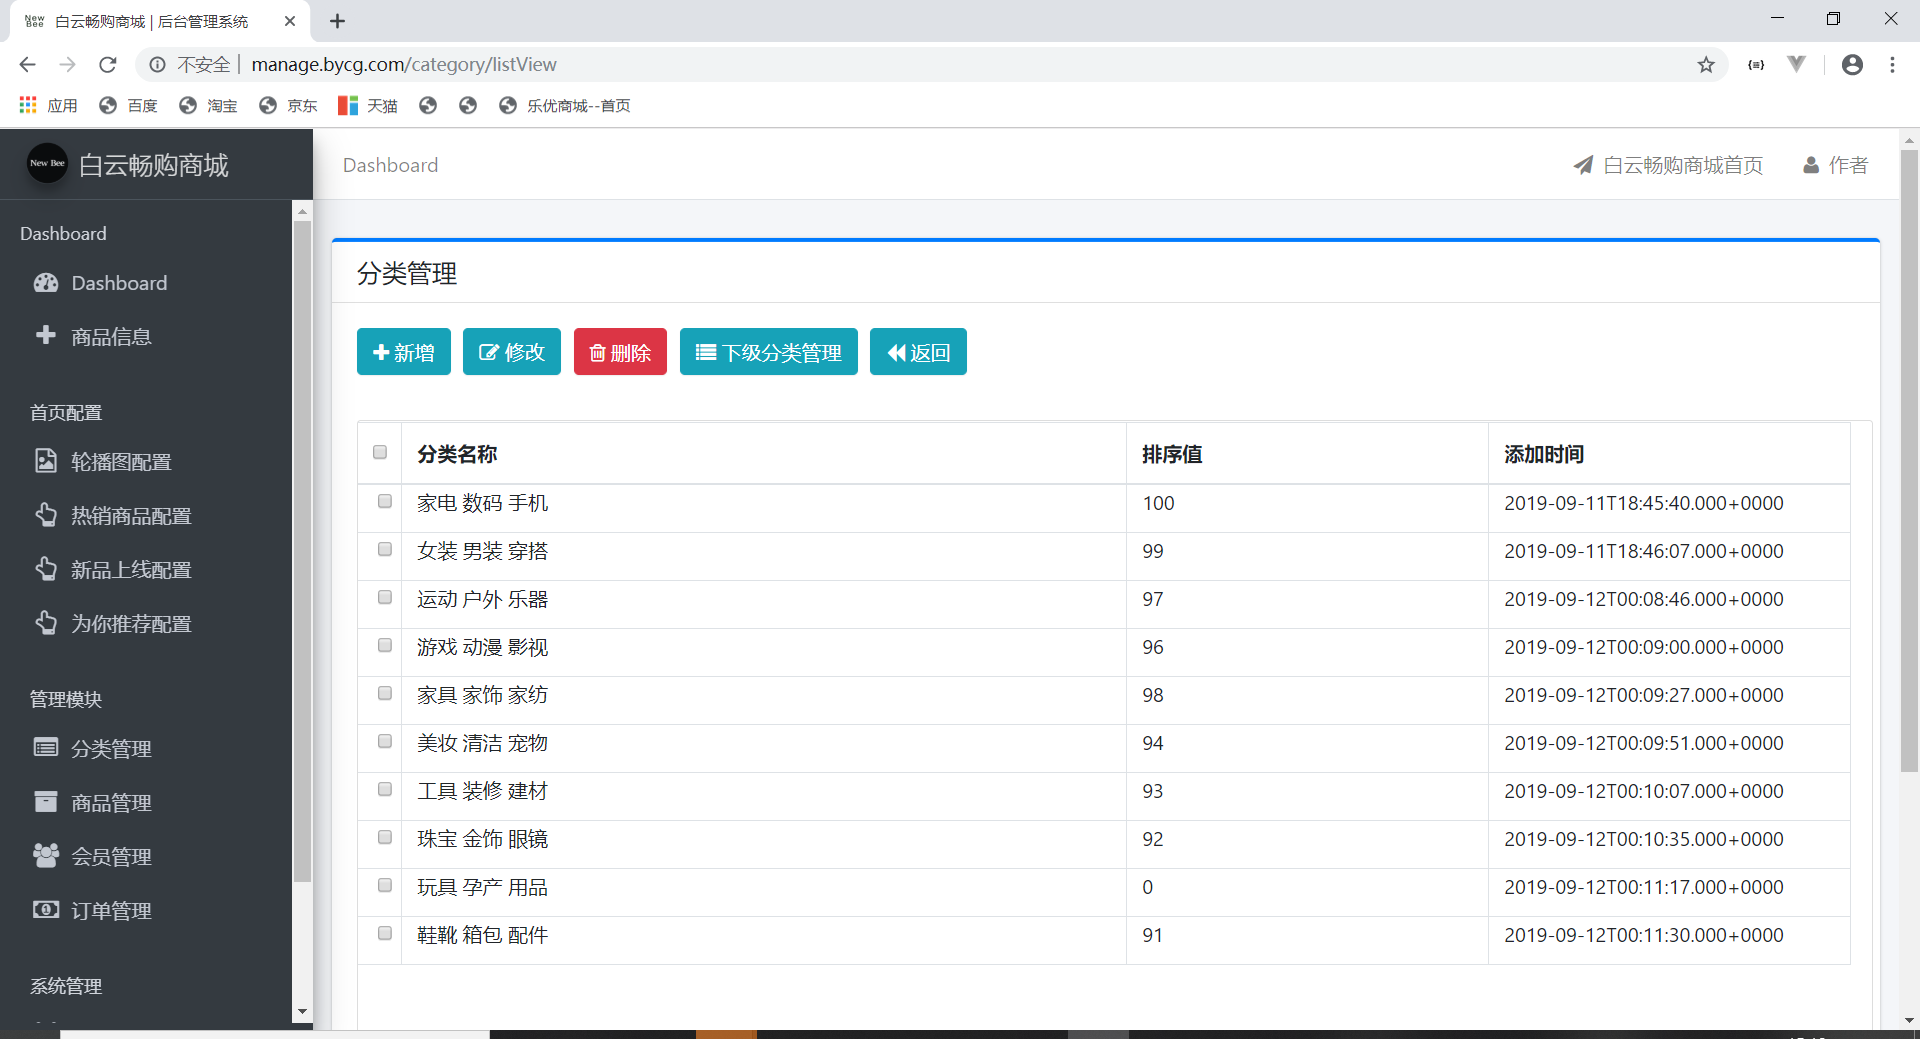 New Bee 白云畅购商城 | 后台管理系统
不安全 | manage.bycg.com/category/listView
应用 百度 淘宝 京东 天猫 乐优商城--首页
New Bee 白云畅购商城
Dashboard 白云畅购商城首页 作者
Dashboard
Dashboard
商品信息
首页配置
轮播图配置
热销商品配置
新品上线配置
为你推荐配置
管理模块
分类管理
商品管理
会员管理
订单管理
系统管理
分类管理
新增 修改 删除 下级分类管理 返回
分类名称 排序值 添加时间
家电 数码 手机 100 2019-09-11T18:45:40.000+0000
女装 男装 穿搭 99 2019-09-11T18:46:07.000+0000
运动 户外 乐器 97 2019-09-12T00:08:46.000+0000
游戏 动漫 影视 96 2019-09-12T00:09:00.000+0000
家具 家饰 家纺 98 2019-09-12T00:09:27.000+0000
美妆 清洁 宠物 94 2019-09-12T00:09:51.000+0000
工具 装修 建材 93 2019-09-12T00:10:07.000+0000
珠宝 金饰 眼镜 92 2019-09-12T00:10:35.000+0000
玩具 孕产 用品 0 2019-09-12T00:11:17.000+0000
鞋靴 箱包 配件 91 2019-09-12T00:11:30.000+0000